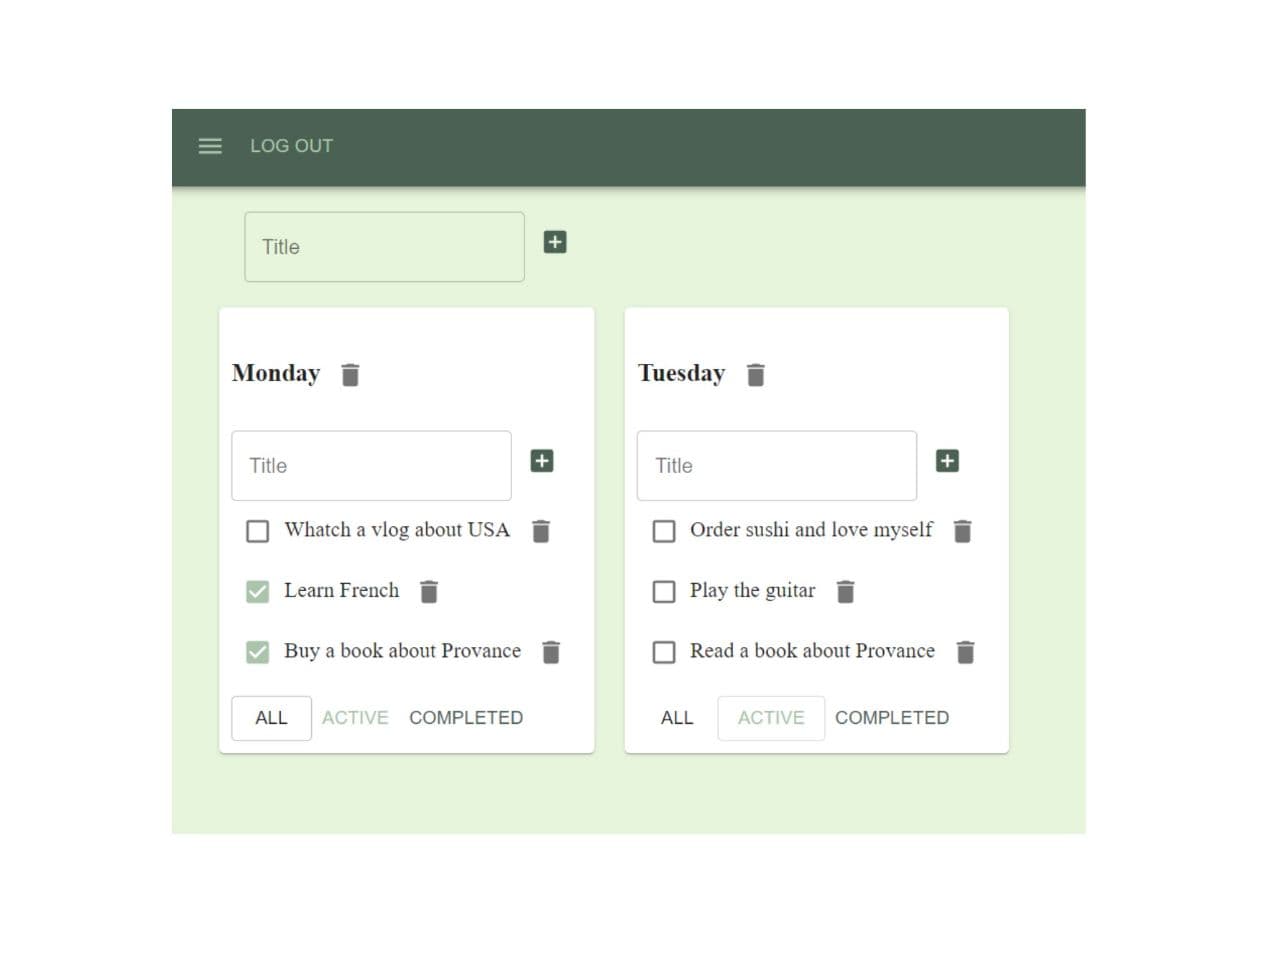 LOG OUT
Title
Monday
Title
Whatch a vlog about USA
Learn French
Buy a book about Provance
ALL ACTIVE COMPLETED
Tuesday
Title
Order sushi and love myself
Play the guitar
Read a book about Provance
ALL ACTIVE COMPLETED